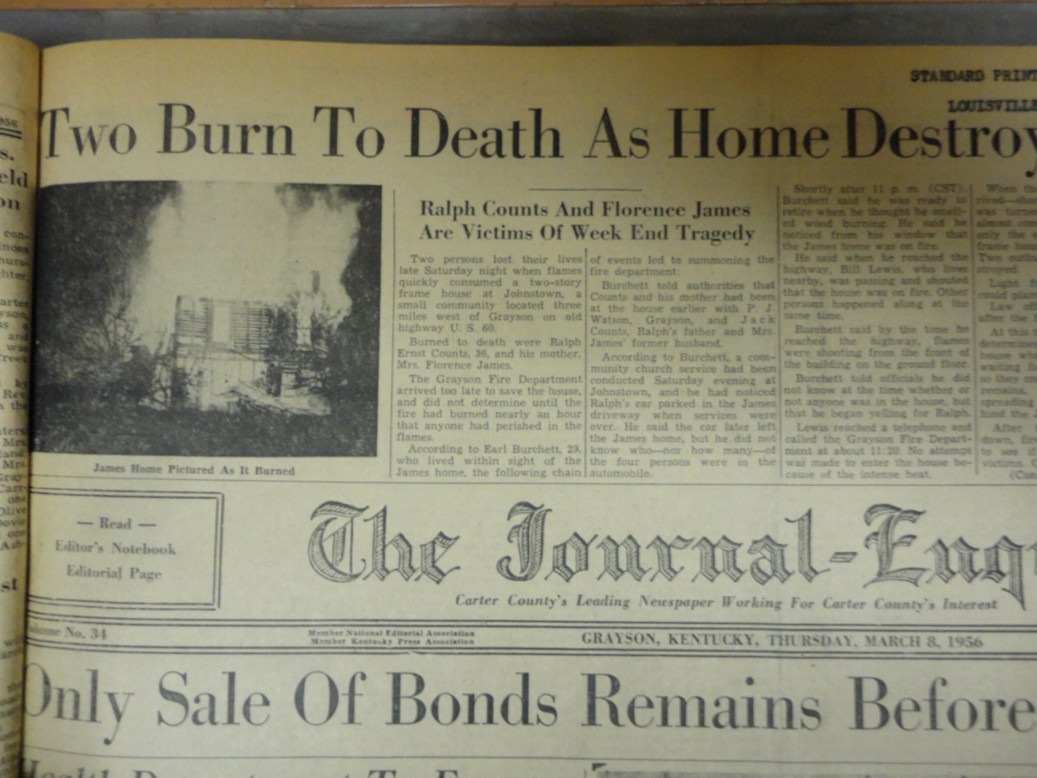 STANDARD PRINT
LOUISVILLE
Two Burn To Death As Home Destroy
Ralph Counts And Florence James
Are Victims Of Week End Tragedy
Two persons lost their lives
late Saturday night when flames
quickly consumed a two-story
frame house at Johnstown, a
small community located three
miles west of Grayson on old
highway U. S. 60.
Burned to death were Ralph
Ernst Counts, 36, and his mother,
Mrs. Florence James.
The Grayson Fire Department
arrived too late to save the house,
and did not determine until the
fire had burned nearly an hour
that anyone had perished in the
flames.
According to Earl Burchett, 29,
who lived within sight of the
James home, the following chain
of events led to summoning the
fire department:
Burchett told authorities that
Counts and his mother had been
at the house earlier with P. J.
Watson, Grayson, and Jack
Counts, Ralph's father and Mrs.
James' former husband.
According to Burchett, a com-
munity church service had been
conducted Saturday evening at
Johnstown, and he had noticed
Ralph's car parked in the James
driveway when services were
over. He said the car later left
the James home, but he did not
know who—nor how many—of
the four persons were in the
automobile.
Shortly after 11 p. m. (CST),
Burchett said he was ready to
retire when he thought he smell-
ed wood burning. He said he
noticed from his window that
the James home was on fire.
He said when he reached the
highway, Bill Lewis, who lives
nearby, was passing and shouted
that the house was on fire. Other
persons happened along at the
same time.
Burchett said by the time he
reached the highway, flames
were shooting from the front of
the building on the ground floor.
Burchett told officials he did
not know at the time whether or
not anyone was in the house, but
that he began yelling for Ralph.
Lewis reached a telephone and
called the Grayson Fire Depart-
ment at about 11:20. No attempt
was made to enter the house be-
cause of the intense heat.
James Home Pictured As It Burned
— Read —
Editor's Notebook
Editorial Page
The Journal-Enq
Carter County's Leading Newspaper Working For Carter County's Interest
No. 34
Member National Editorial Association
Member Kentucky Press Association
GRAYSON, KENTUCKY, THURSDAY, MARCH 8, 1956
Only Sale Of Bonds Remains Before